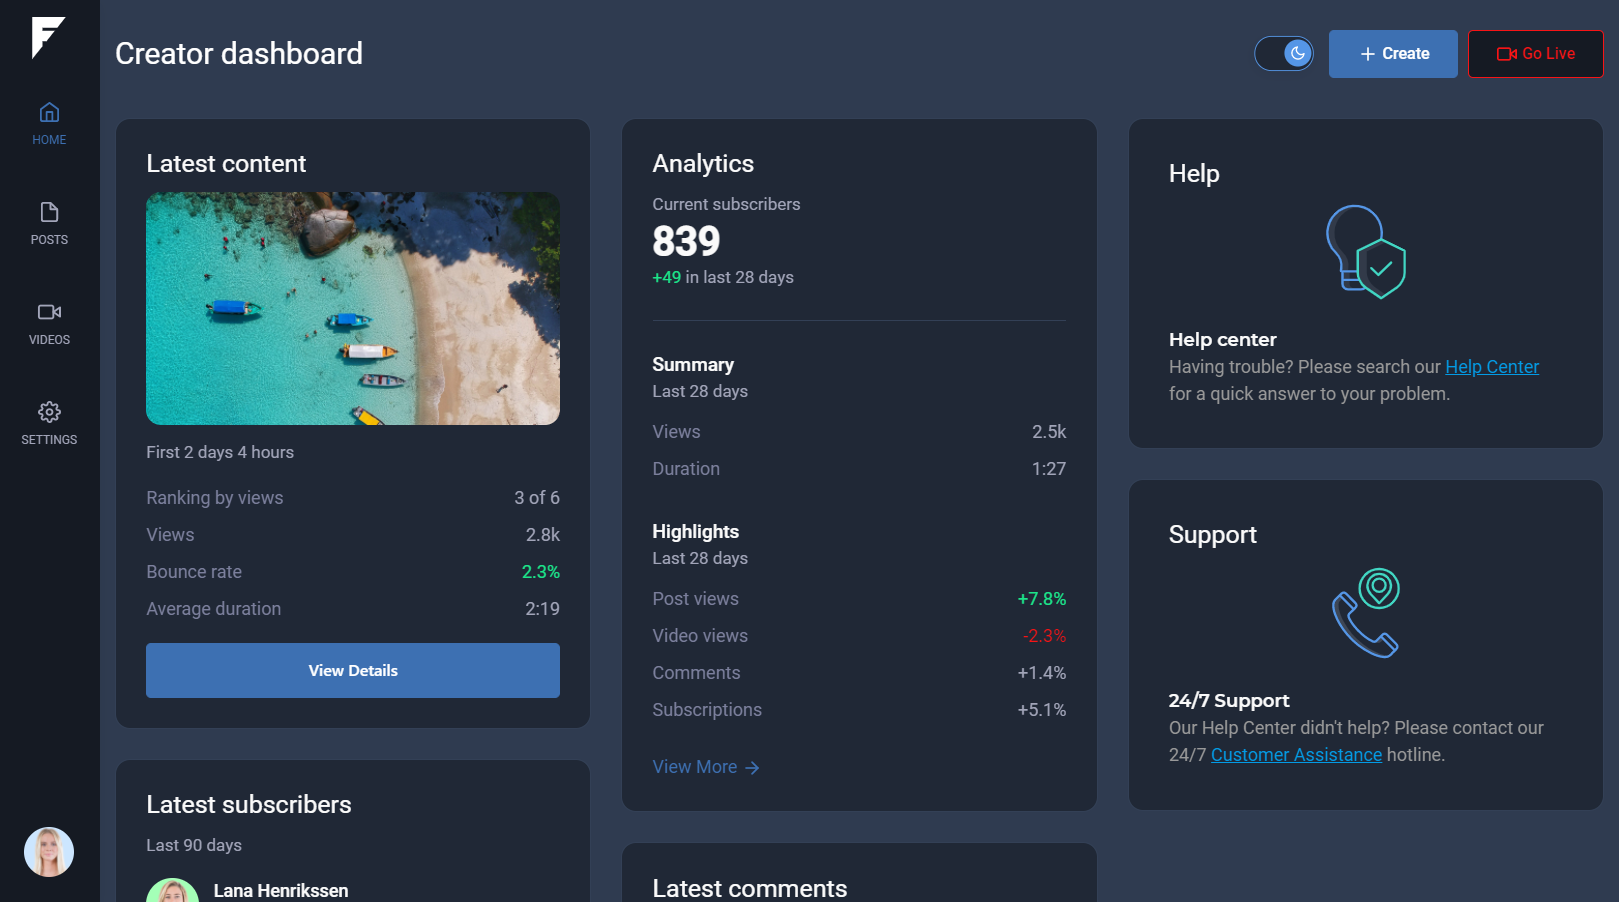 Creator dashboard
Create
Go Live
HOME
POSTS
VIDEOS
SETTINGS
Latest content
First 2 days 4 hours
Ranking by views 3 of 6
Views 2.8k
Bounce rate 2.3%
Average duration 2:19
View Details
Latest subscribers
Last 90 days
Lana Henrikssen
Analytics
Current subscribers
839
+49 in last 28 days
Summary
Last 28 days
Views 2.5k
Duration 1:27
Highlights
Last 28 days
Post views +7.8%
Video views -2.3%
Comments +1.4%
Subscriptions +5.1%
View More
Latest comments
Help
Help center
Having trouble? Please search our Help Center
for a quick answer to your problem.
Support
24/7 Support
Our Help Center didn't help? Please contact our
24/7 Customer Assistance hotline.